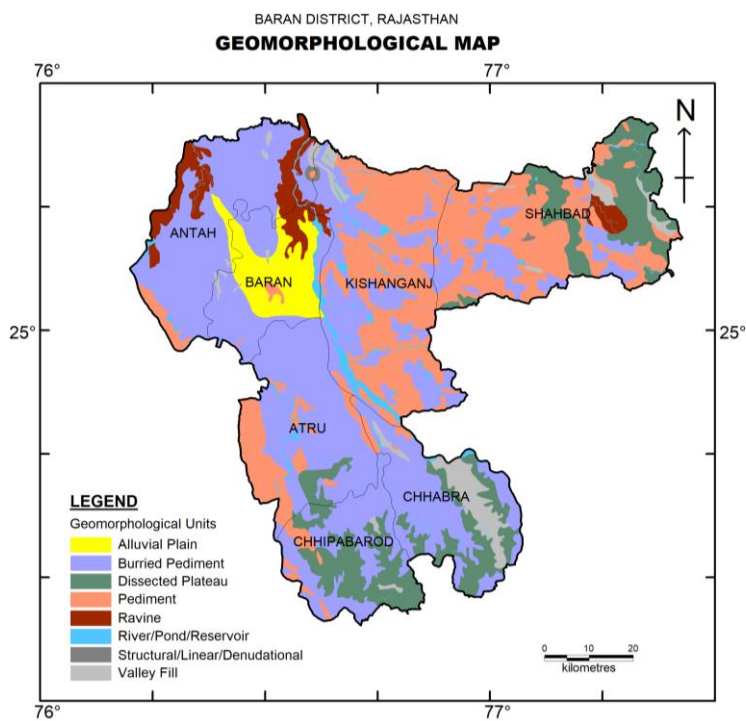 BARAN DISTRICT, RAJASTHAN
GEOMORPHOLOGICAL MAP
76°
77°
N
SHAHBAD
ANTAH
BARAN
KISHANGANJ
25°
25°
ATRU
CHHABRA
CHHIPABAROD
LEGEND
Geomorphological Units
Alluvial Plain
Burried Pediment
Dissected Plateau
Pediment
Ravine
River/Pond/Reservoir
Structural/Linear/Denudational
Valley Fill
0 10 20
kilometres
76°
77°